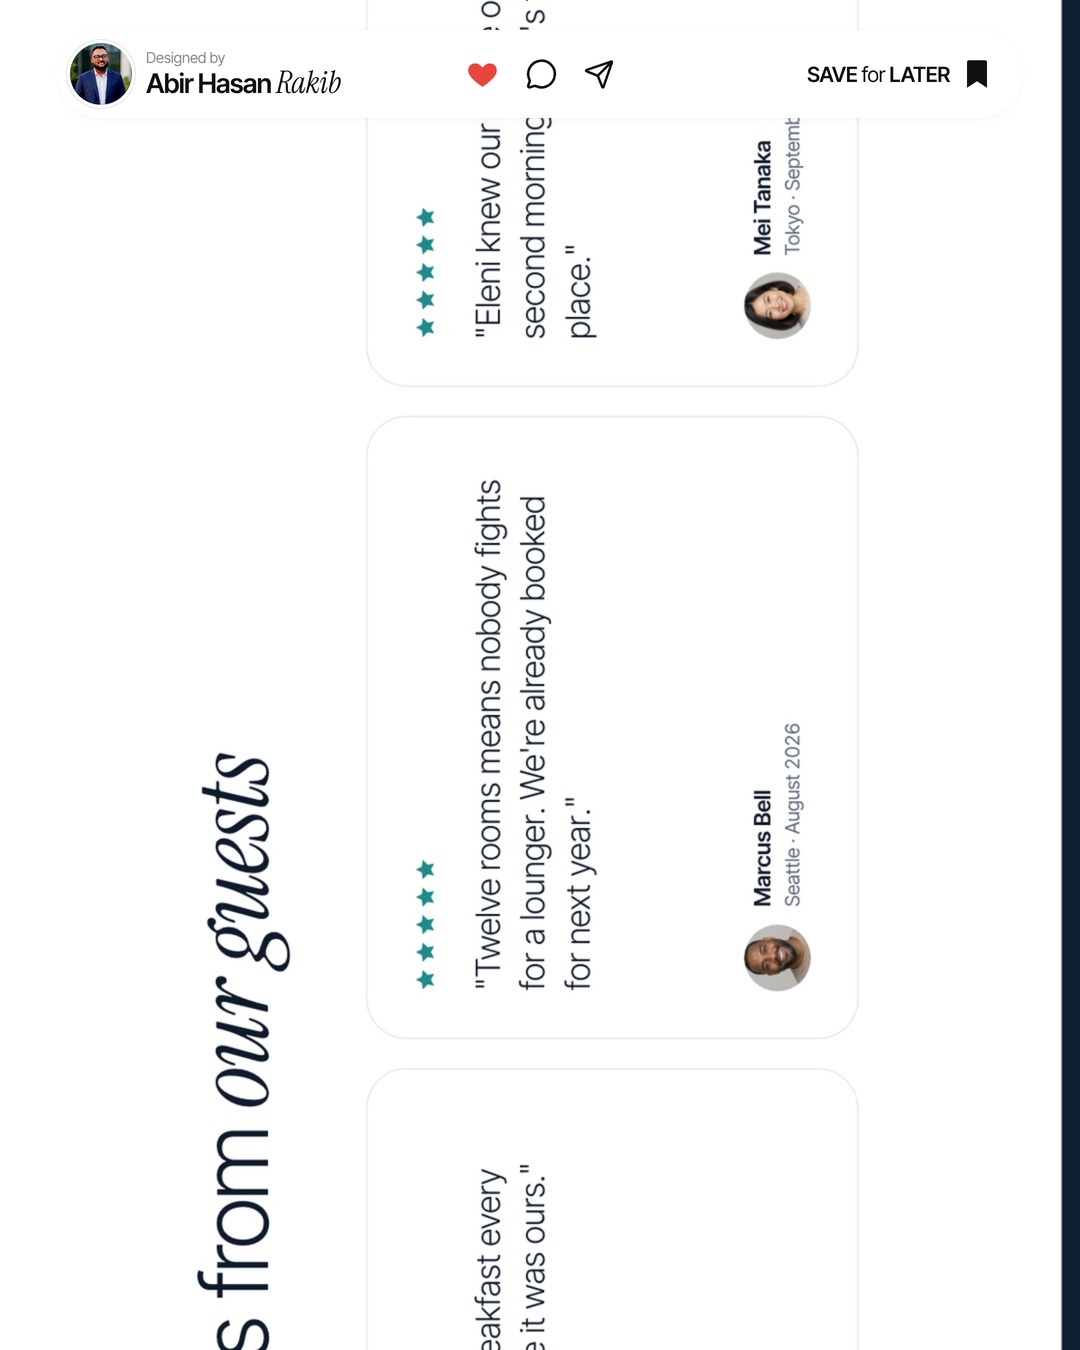 Designed by
Abir Hasan Rakib
SAVE for LATER
from our guests
every
it was ours."
"Twelve rooms means nobody fights
for a lounger. We're already booked
for next year."
Marcus Bell
Seattle · August 2026
"Eleni knew our
second morning
place."
Mei Tanaka
Tokyo ·